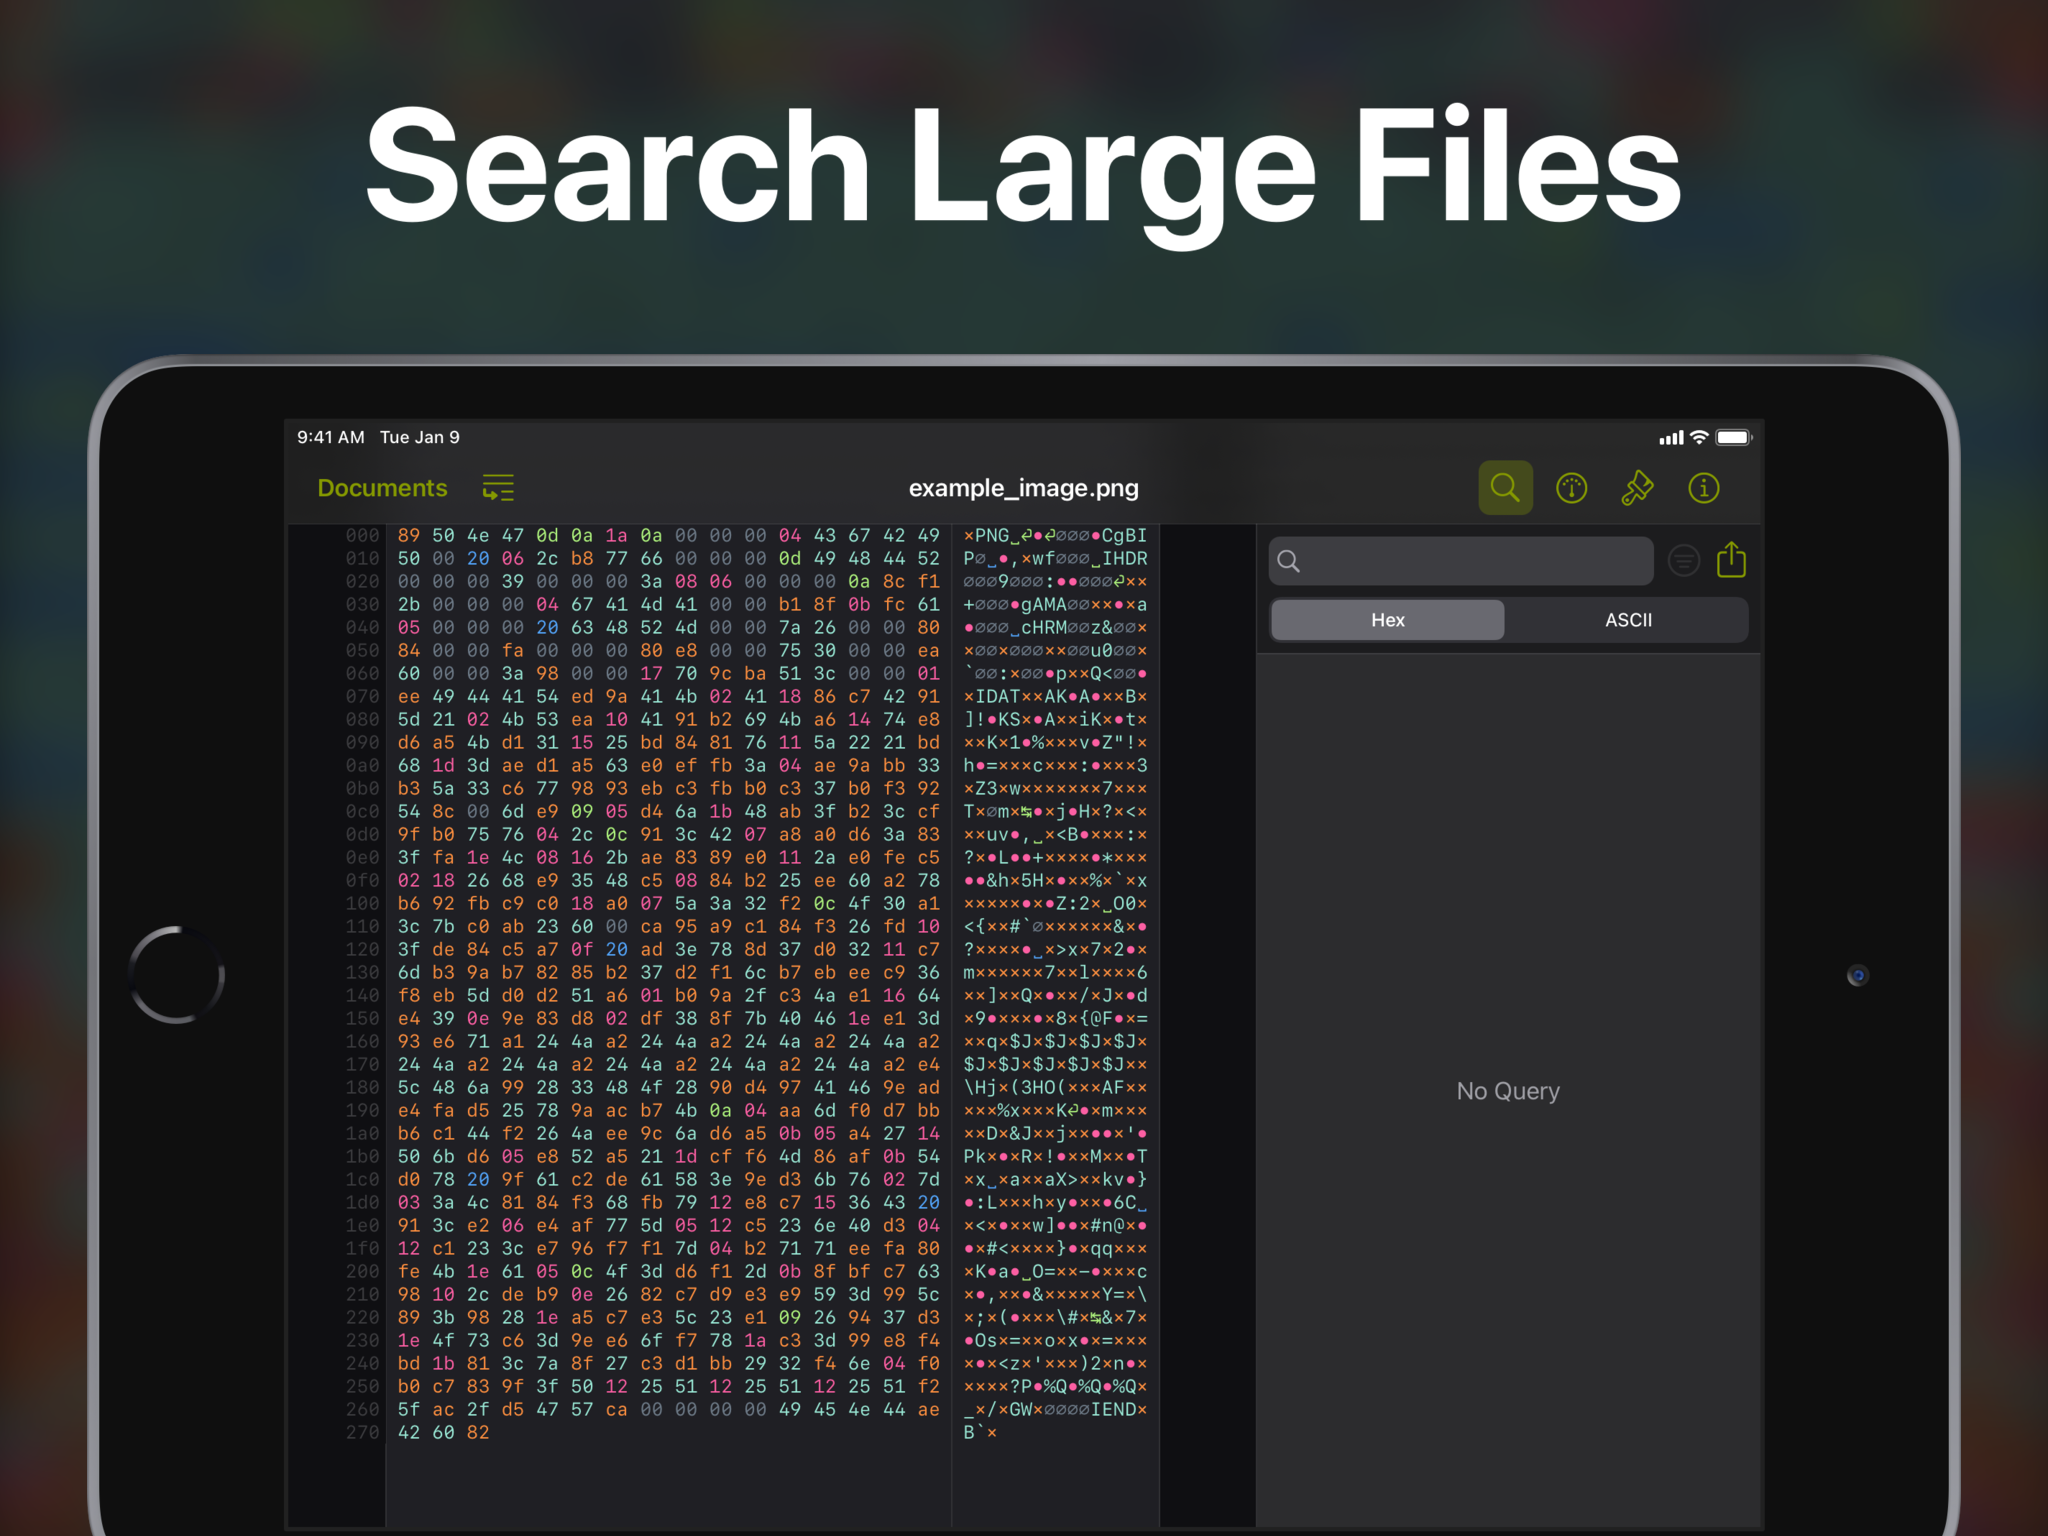 Search Large Files
9:41 AM Tue Jan 9
Documents
example_image.png
000 89 50 4e 47 0d 0a 1a 0a 00 00 00 04 43 67 42 49 ×PNG␣⏎•⏎∅∅∅•CgBI
010 50 00 20 06 2c b8 77 66 00 00 00 0d 49 48 44 52 P∅␣•,×wf∅∅∅␣IHDR
020 00 00 00 39 00 00 00 3a 08 06 00 00 00 0a 8c f1 ∅∅∅9∅∅∅:••∅∅∅⏎××
030 2b 00 00 00 04 67 41 4d 41 00 00 b1 8f 0b fc 61 +∅∅∅•gAMA∅∅××•×a
040 05 00 00 00 20 63 48 52 4d 00 00 7a 26 00 00 80 •∅∅∅␣cHRM∅∅z&∅∅×
050 84 00 00 fa 00 00 00 80 e8 00 00 75 30 00 00 ea ×∅∅×∅∅∅××∅∅u0∅∅×
060 60 00 00 3a 98 00 00 17 70 9c ba 51 3c 00 00 01 `∅∅:×∅∅•p××Q<∅∅•
070 ee 49 44 41 54 ed 9a 41 4b 02 41 18 86 c7 42 91 ×IDAT××AK•A•××B×
080 5d 21 02 4b 53 ea 10 41 91 b2 69 4b a6 14 74 e8 ]!•KS×•A××iK×•t×
090 d6 a5 4b d1 31 15 25 bd 84 81 76 11 5a 22 21 bd ××K×1•%×××v•Z"!×
0a0 68 1d 3d ae d1 a5 63 e0 ef fb 3a 04 ae 9a bb 33 h•=×××c×××:•×××3
0b0 b3 5a 33 c6 77 98 93 eb c3 fb b0 c3 37 b0 f3 92 ×Z3×w×××××××7×××
0c0 54 8c 00 6d e9 09 05 d4 6a 1b 48 ab 3f b2 3c cf T×∅m×↹•×j•H×?×<×
0d0 9f b0 75 76 04 2c 0c 91 3c 42 07 a8 a0 d6 3a 83 ××uv•,␣×<B•×××:×
0e0 3f fa 1e 4c 08 16 2b ae 83 89 e0 11 2a e0 fe c5 ?×•L••+××××•*×××
0f0 02 18 26 68 e9 35 48 c5 08 84 b2 25 ee 60 a2 78 ••&h×5H×•××%×`×x
100 b6 92 fb c9 c0 18 a0 07 5a 3a 32 f2 0c 4f 30 a1 ×××××•×•Z:2×␣O0×
110 3c 7b c0 ab 23 60 00 ca 95 a9 c1 84 f3 26 fd 10 <{××#`∅××××××&×•
120 3f de 84 c5 a7 0f 20 ad 3e 78 8d 37 d0 32 11 c7 ?××××•␣×>x×7×2•×
130 6d b3 9a b7 82 85 b2 37 d2 f1 6c b7 eb ee c9 36 m××××××7××l××××6
140 f8 eb 5d d0 d2 51 a6 01 b0 9a 2f c3 4a e1 16 64 ××]××Q×•××/×J×•d
150 e4 39 0e 9e 83 d8 02 df 38 8f 7b 40 46 1e e1 3d ×9•×××•×8×{@F•×=
160 93 e6 71 a1 24 4a a2 24 4a a2 24 4a a2 24 4a a2 ××q×$J×$J×$J×$J×
170 24 4a a2 24 4a a2 24 4a a2 24 4a a2 24 4a a2 e4 $J×$J×$J×$J×$J××
180 5c 48 6a 99 28 33 48 4f 28 90 d4 97 41 46 9e ad \Hj×(3HO(×××AF××
190 e4 fa d5 25 78 9a ac b7 4b 0a 04 aa 6d f0 d7 bb ×××%x×××K⏎•×m×××
1a0 b6 c1 44 f2 26 4a ee 9c 6a d6 a5 0b 05 a4 27 14 ××D×&J××j××••×'•
1b0 50 6b d6 05 e8 52 a5 21 1d cf f6 4d 86 af 0b 54 Pk×•×R×!•××M××•T
1c0 d0 78 20 9f 61 c2 de 61 58 3e 9e d3 6b 76 02 7d ×x␣×a××aX>××kv•}
1d0 03 3a 4c 81 84 f3 68 fb 79 12 e8 c7 15 36 43 20 •:L×××h×y•××•6C␣
1e0 91 3c e2 06 e4 af 77 5d 05 12 c5 23 6e 40 d3 04 ×<×•××w]••×#n@×•
1f0 12 c1 23 3c e7 96 f7 f1 7d 04 b2 71 71 ee fa 80 •×#<××××}•×qq×××
200 fe 4b 1e 61 05 0c 4f 3d d6 f1 2d 0b 8f bf c7 63 ×K•a•␣O=××-•×××c
210 98 10 2c de b9 0e 26 82 c7 d9 e3 e9 59 3d 99 5c ×•,××•&×××××Y=×\
220 89 3b 98 28 1e a5 c7 e3 5c 23 e1 09 26 94 37 d3 ×;×(•×××\#×↹&×7×
230 1e 4f 73 c6 3d 9e e6 6f f7 78 1a c3 3d 99 e8 f4 •Os×=××o×x•×=×××
240 bd 1b 81 3c 7a 8f 27 c3 d1 bb 29 32 f4 6e 04 f0 ×•×<z×'×××)2×n•×
250 b0 c7 83 9f 3f 50 12 25 51 12 25 51 12 25 51 f2 ××××?P•%Q•%Q•%Q×
260 5f ac 2f d5 47 57 ca 00 00 00 00 49 45 4e 44 ae _×/×GW×∅∅∅∅IEND×
270 42 60 82 B`×
Hex ASCII
No Query